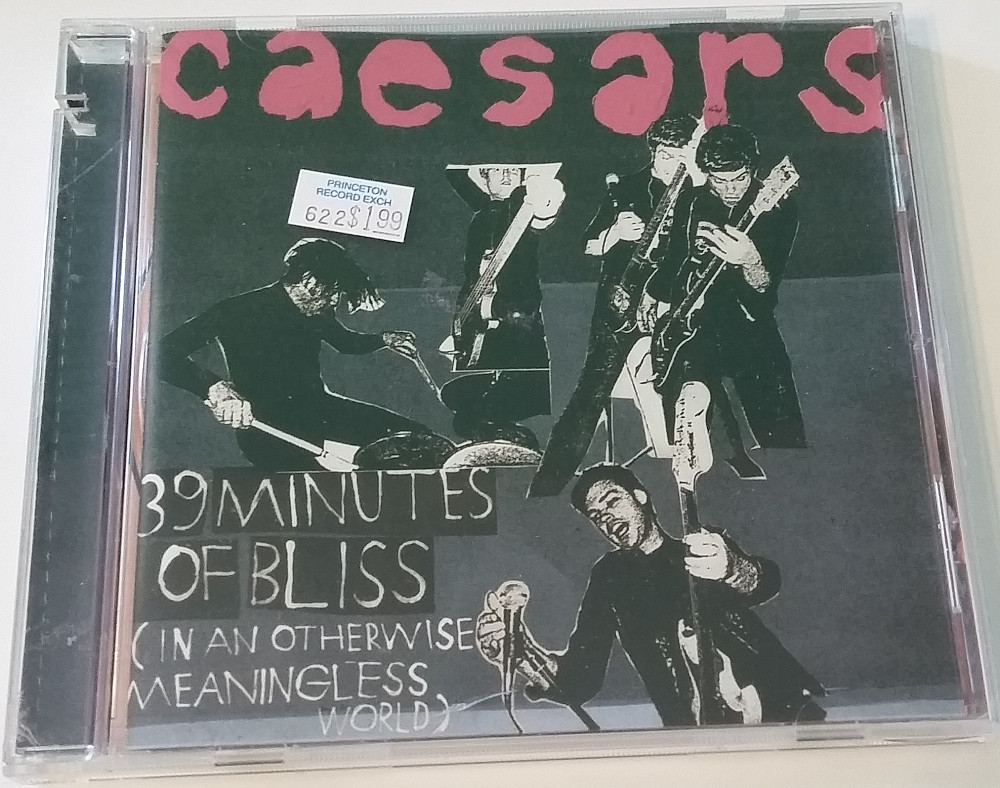 caesars
PRINCETON
RECORD EXCH
622$1.99
39 MINUTES
OF BLISS
(IN AN OTHERWISE
MEANINGLESS
WORLD)